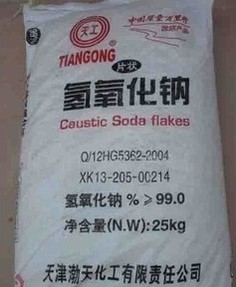 天工
TIANGONG
片状
氢氧化钠
Caustic Soda flakes
Q/12HG5362-2004
XK13-205-00214
氢氧化钠 % ≥ 99.0
净含量(N.W): 25kg
天津渤天化工有限责任公司